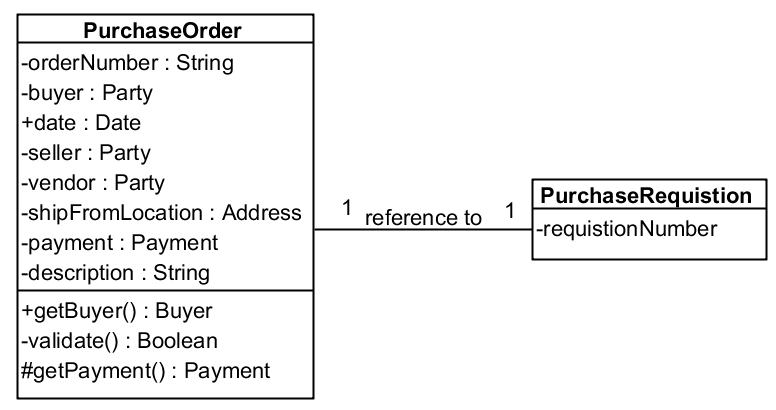 PurchaseOrder
-orderNumber : String
-buyer : Party
+date : Date
-seller : Party
-vendor : Party
-shipFromLocation : Address
-payment : Payment
-description : String
+getBuyer() : Buyer
-validate() : Boolean
#getPayment() : Payment
1 reference to 1
PurchaseRequistion
-requistionNumber